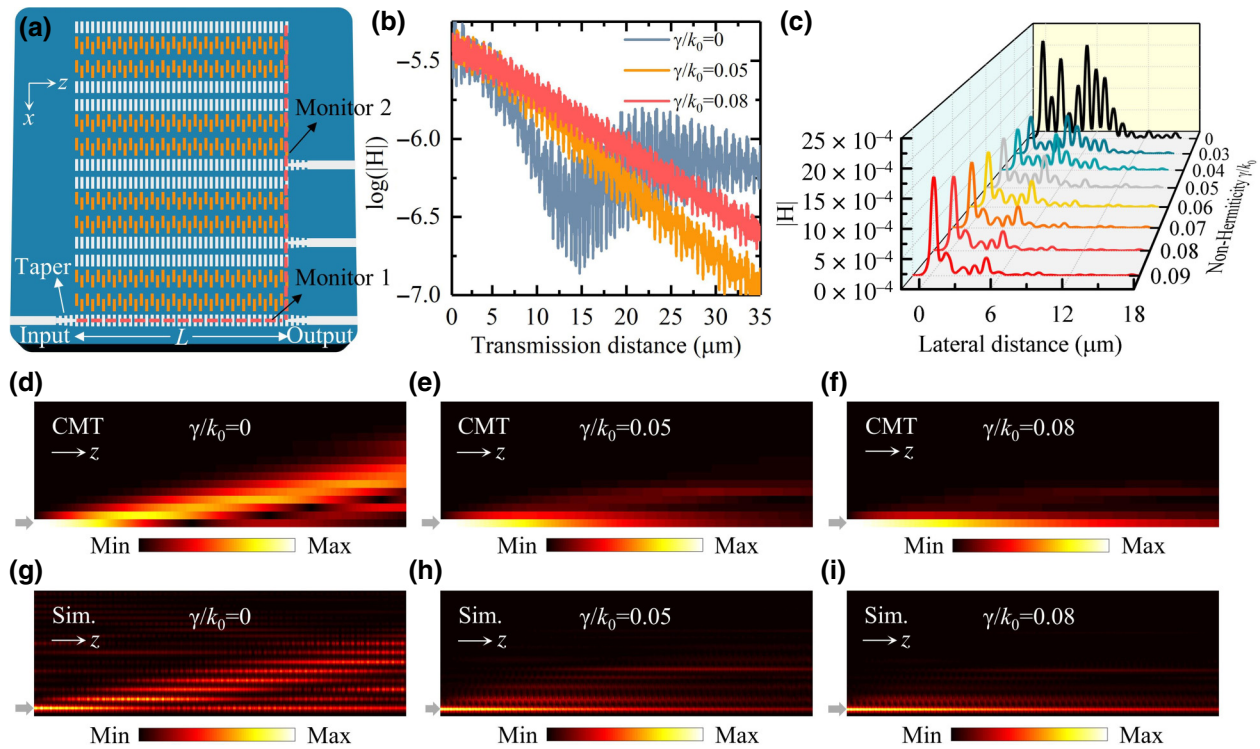 (a)
z
x
Monitor 2
Monitor 1
Taper
Input
L
Output
(b)
γ/k₀=0
γ/k₀=0.05
γ/k₀=0.08
log(|H|)
−5.5
−6.0
−6.5
−7.0
0 5 10 15 20 25 30 35
Transmission distance (μm)
(c)
|H|
25 × 10⁻⁴
20 × 10⁻⁴
15 × 10⁻⁴
10 × 10⁻⁴
5 × 10⁻⁴
0 × 10⁻⁴
0 3 6 9 12 15 18
Lateral distance (μm)
0
0.03
0.04
0.05
0.06
0.07
0.08
0.09
Non-Hermiticity γ/k₀
(d)
CMT γ/k₀=0
z
Min Max
(e)
CMT γ/k₀=0.05
z
Min Max
(f)
CMT γ/k₀=0.08
z
Min Max
(g)
Sim. γ/k₀=0
z
Min Max
(h)
Sim. γ/k₀=0.05
z
Min Max
(i)
Sim. γ/k₀=0.08
z
Min Max